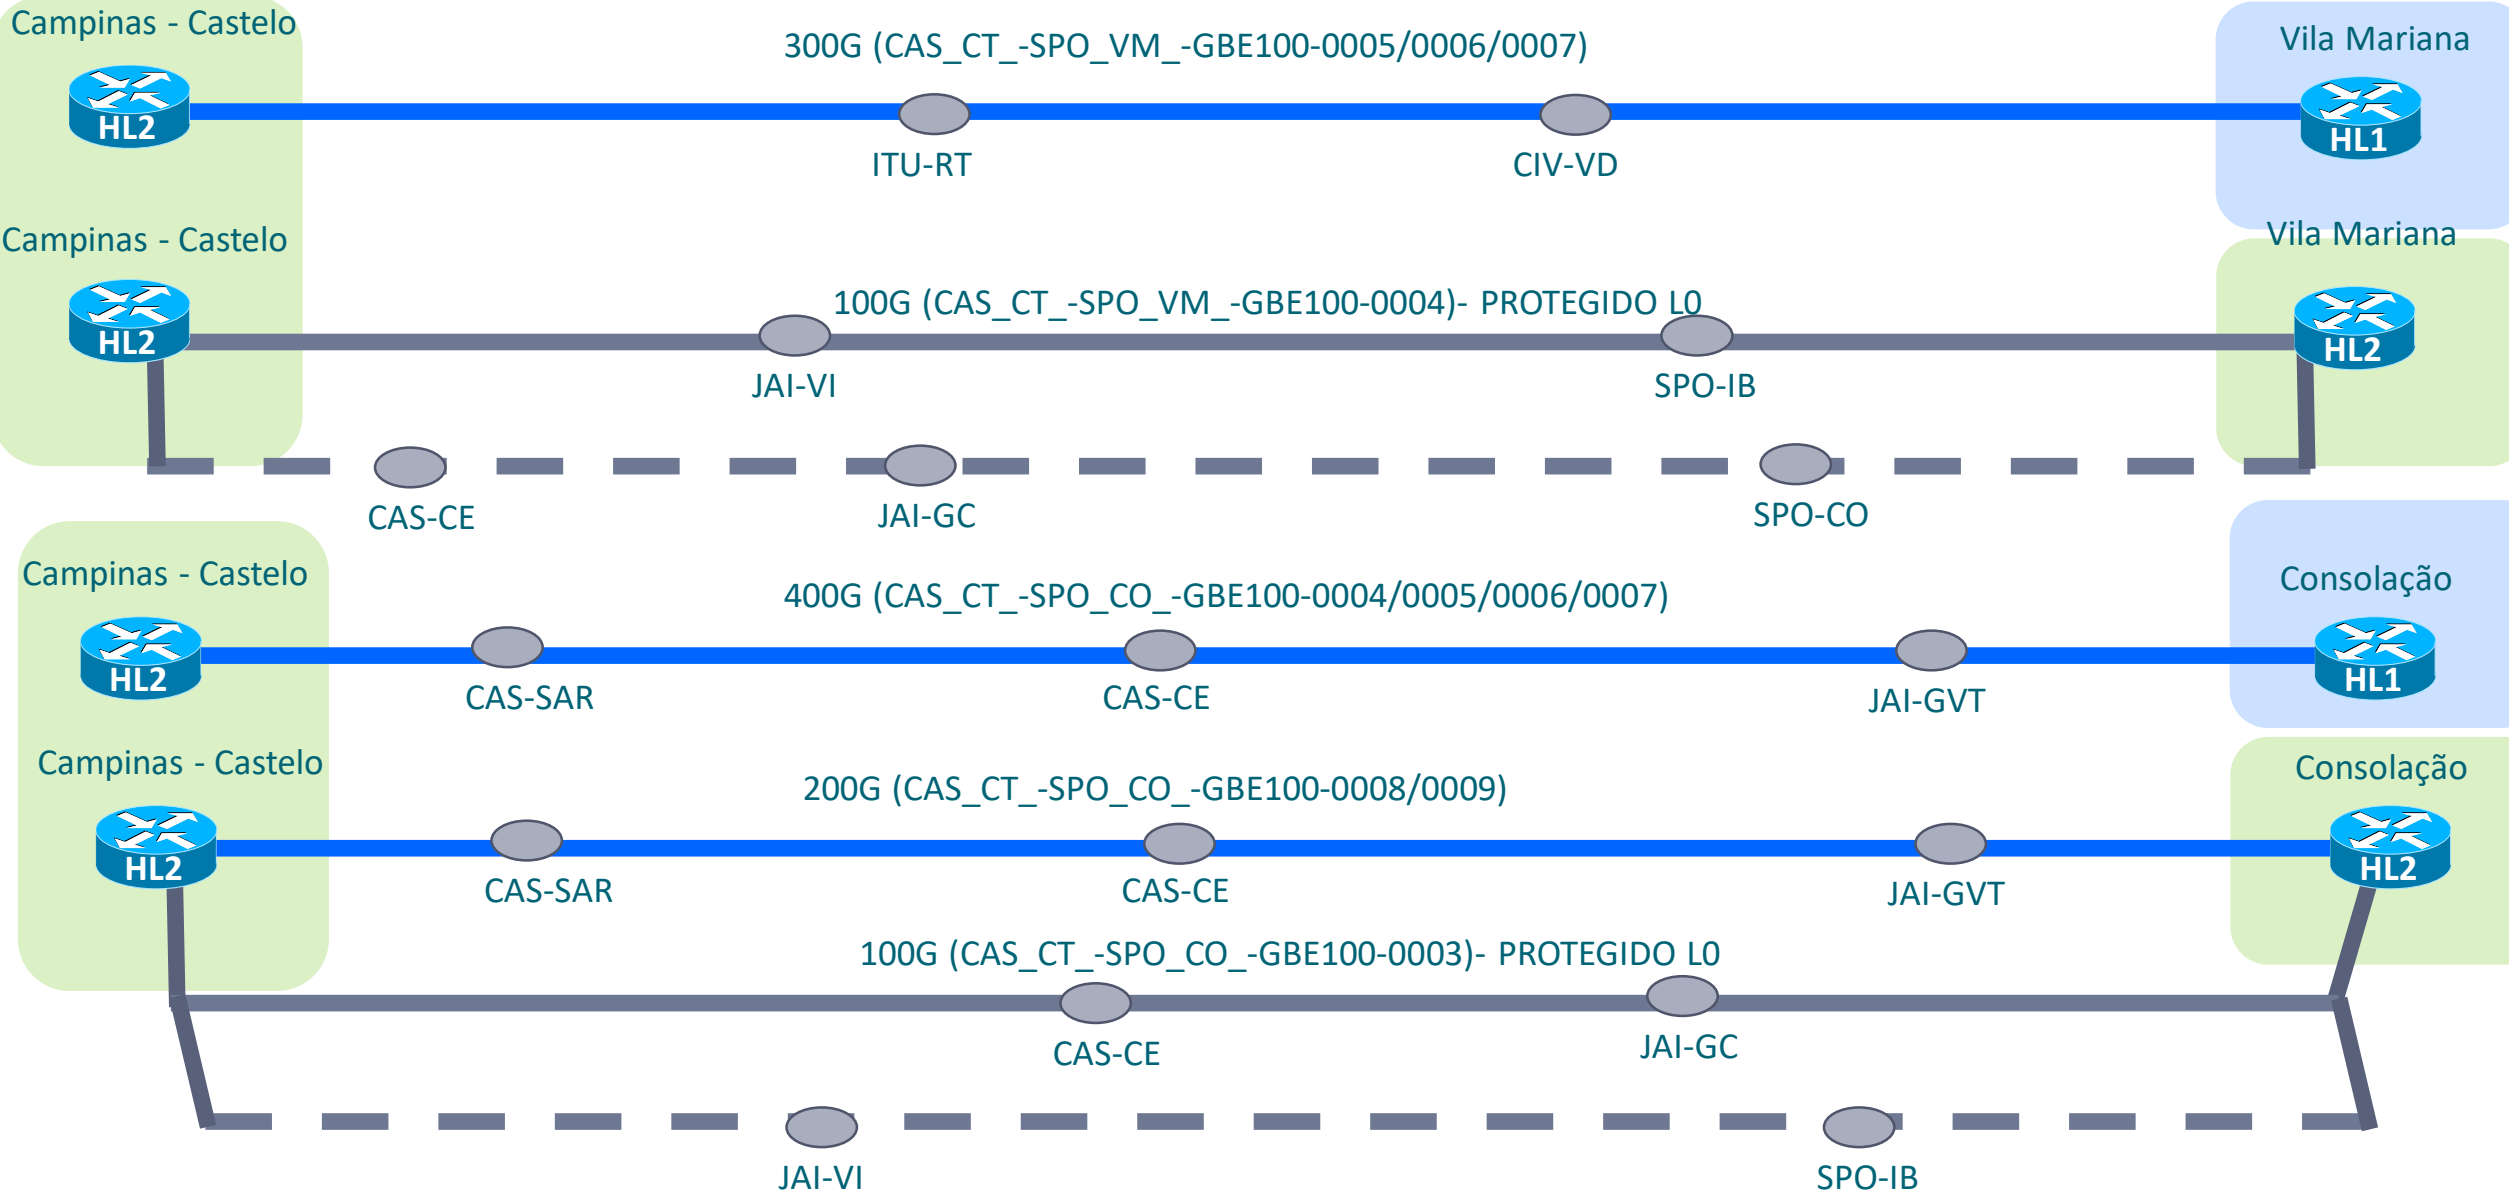 Campinas - Castelo
300G (CAS_CT_-SPO_VM_-GBE100-0005/0006/0007)
Vila Mariana
HL2
HL1
ITU-RT
CIV-VD
Campinas - Castelo
Vila Mariana
100G (CAS_CT_-SPO_VM_-GBE100-0004)- PROTEGIDO L0
HL2
HL2
JAI-VI
SPO-IB
CAS-CE
JAI-GC
SPO-CO
Campinas - Castelo
Consolação
400G (CAS_CT_-SPO_CO_-GBE100-0004/0005/0006/0007)
HL2
HL1
CAS-SAR
CAS-CE
JAI-GVT
Campinas - Castelo
Consolação
200G (CAS_CT_-SPO_CO_-GBE100-0008/0009)
HL2
HL2
CAS-SAR
CAS-CE
JAI-GVT
100G (CAS_CT_-SPO_CO_-GBE100-0003)- PROTEGIDO L0
CAS-CE
JAI-GC
JAI-VI
SPO-IB